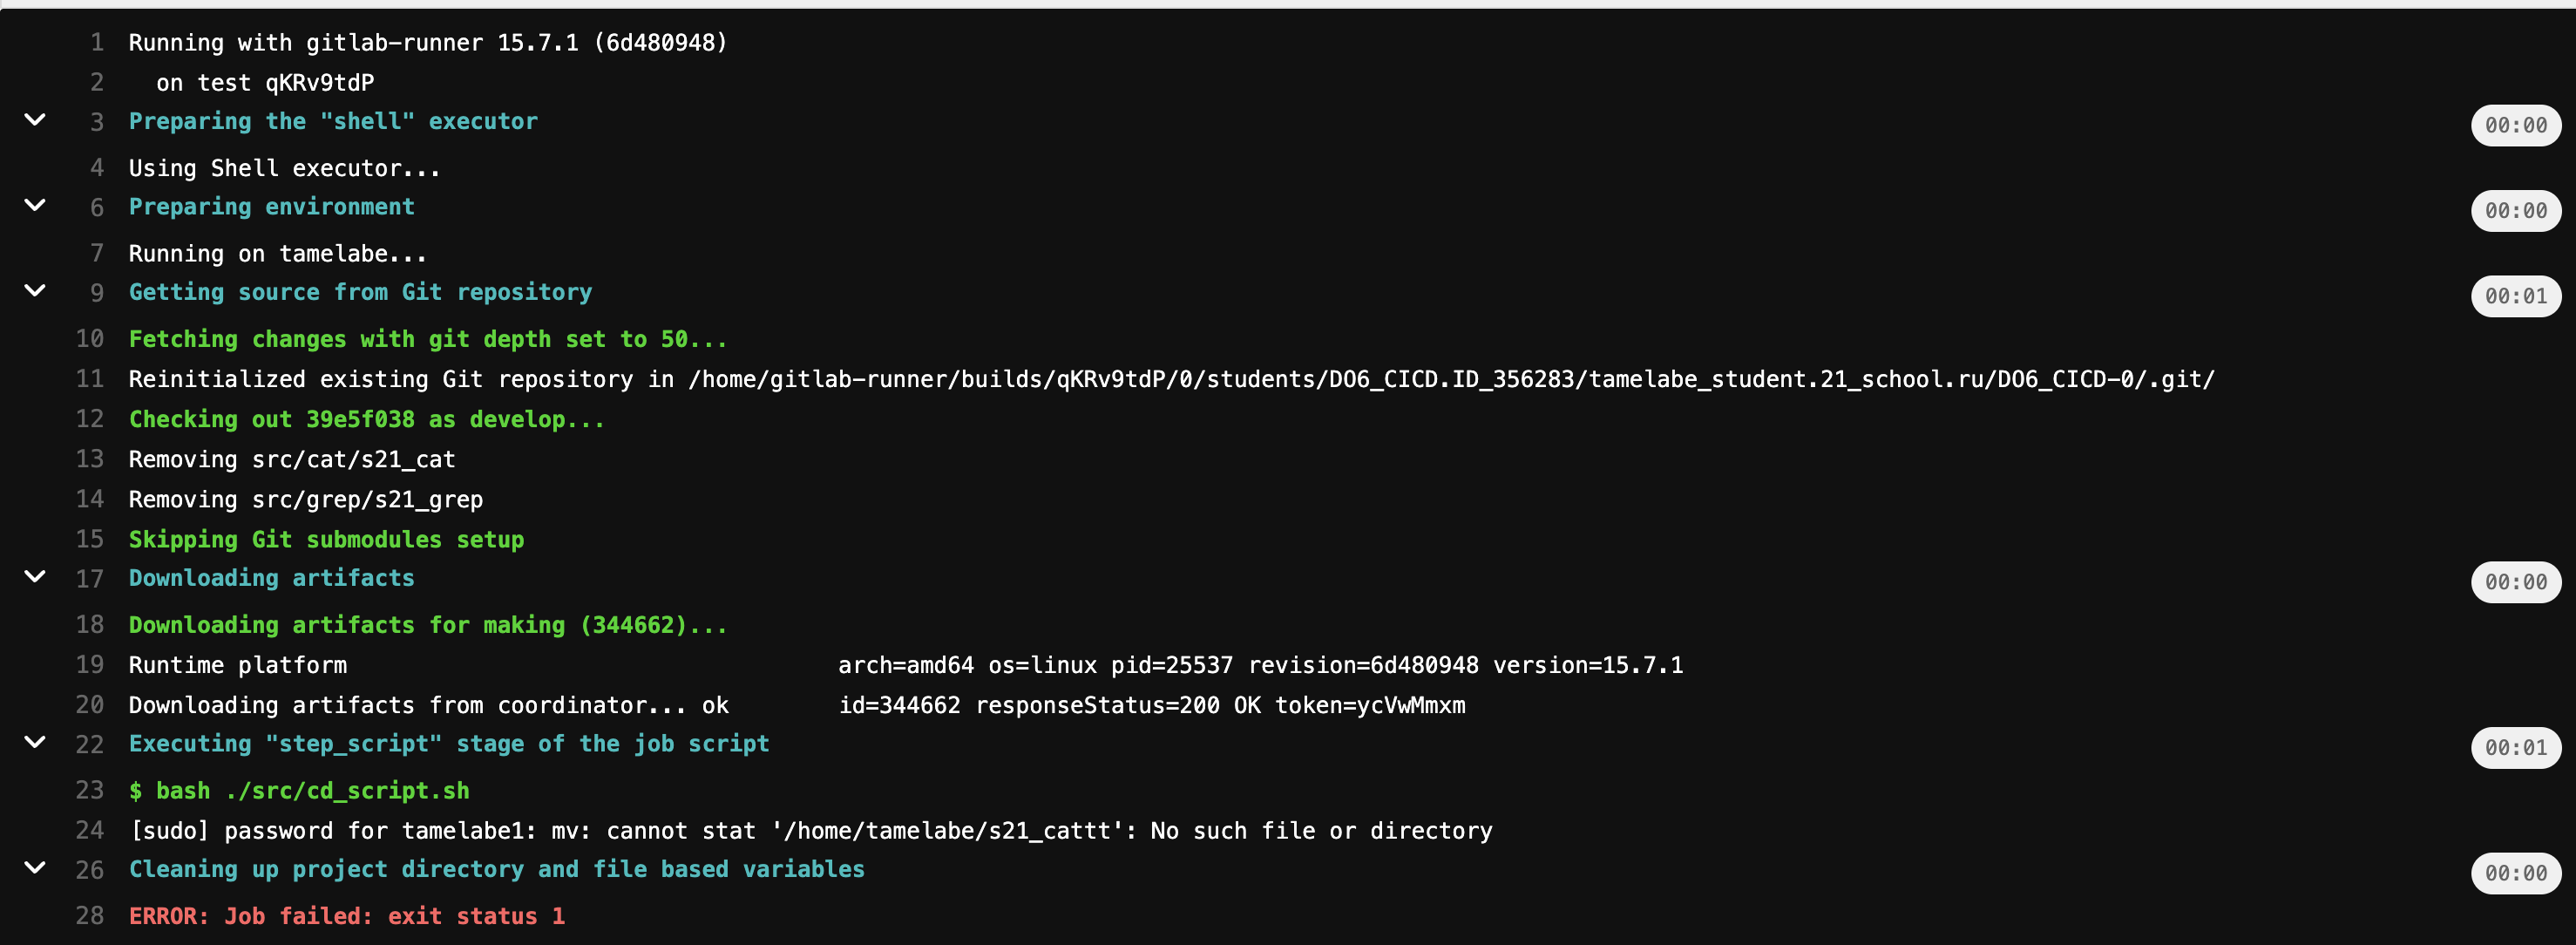 1 Running with gitlab-runner 15.7.1 (6d480948)
2 on test qKRv9tdP
3 Preparing the "shell" executor 00:00
4 Using Shell executor...
6 Preparing environment 00:00
7 Running on tamelabe...
9 Getting source from Git repository 00:01
10 Fetching changes with git depth set to 50...
11 Reinitialized existing Git repository in /home/gitlab-runner/builds/qKRv9tdP/0/students/DO6_CICD.ID_356283/tamelabe_student.21_school.ru/DO6_CICD-0/.git/
12 Checking out 39e5f038 as develop...
13 Removing src/cat/s21_cat
14 Removing src/grep/s21_grep
15 Skipping Git submodules setup
17 Downloading artifacts 00:00
18 Downloading artifacts for making (344662)...
19 Runtime platform arch=amd64 os=linux pid=25537 revision=6d480948 version=15.7.1
20 Downloading artifacts from coordinator... ok id=344662 responseStatus=200 OK token=ycVwMmxm
22 Executing "step_script" stage of the job script 00:01
23 $ bash ./src/cd_script.sh
24 [sudo] password for tamelabe1: mv: cannot stat '/home/tamelabe/s21_cattt': No such file or directory
26 Cleaning up project directory and file based variables 00:00
28 ERROR: Job failed: exit status 1